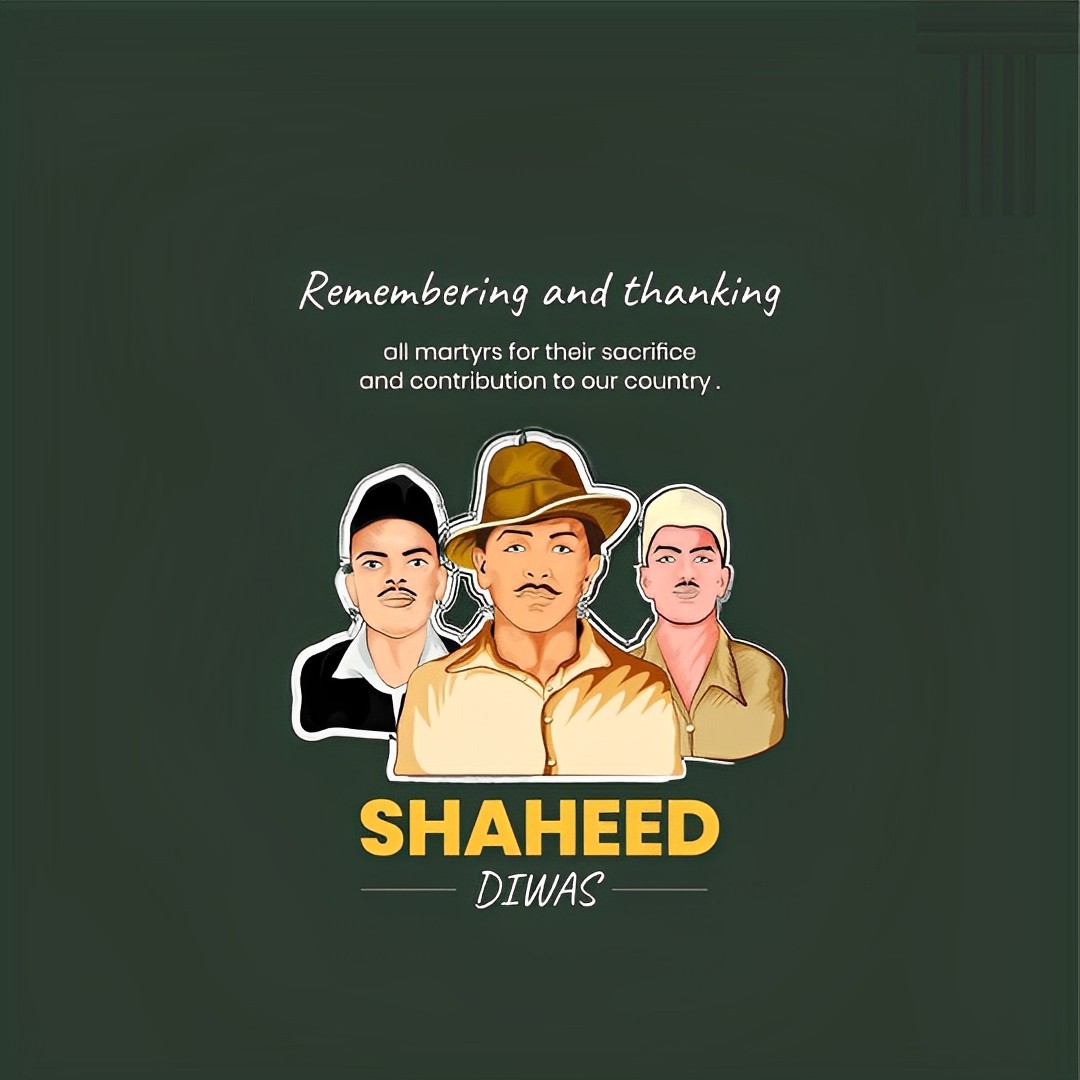 Remembering and thanking
all martyrs for their sacrifice
and contribution to our country .
SHAHEED
DIWAS